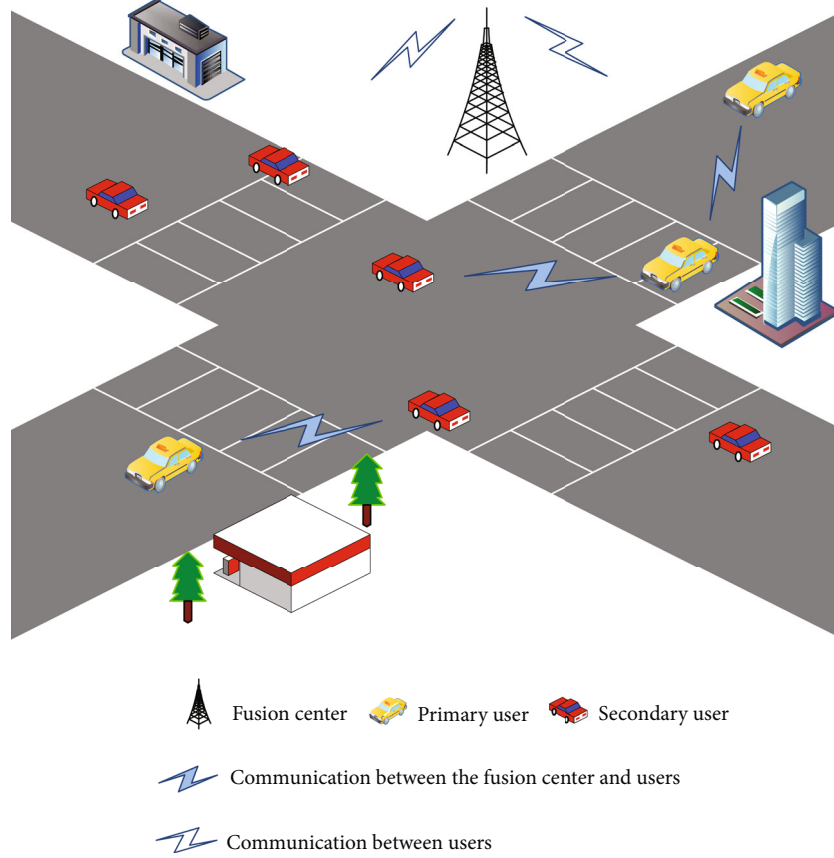 Fusion center
Primary user
Secondary user
Communication between the fusion center and users
Communication between users